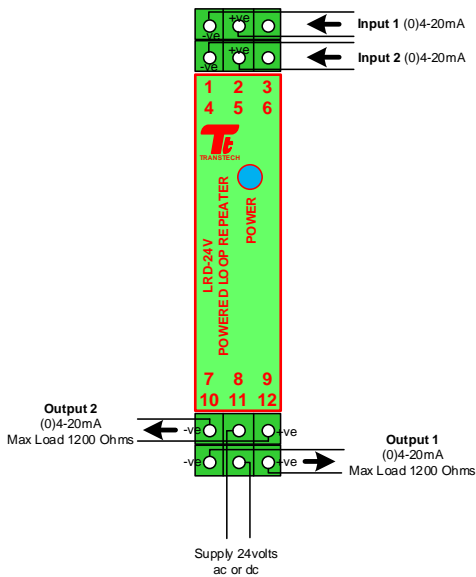 +ve
-ve
Input 1 (0)4-20mA
+ve
-ve
Input 2 (0)4-20mA
1 2 3
4 5 6
Tt
TRANSTECH
LRD-24V
POWERED LOOP REPEATER
POWER
7 8 9
10 11 12
Output 2
(0)4-20mA
Max Load 1200 Ohms
-ve
+ve
-ve
+ve
Output 1
(0)4-20mA
Max Load 1200 Ohms
Supply 24volts
ac or dc